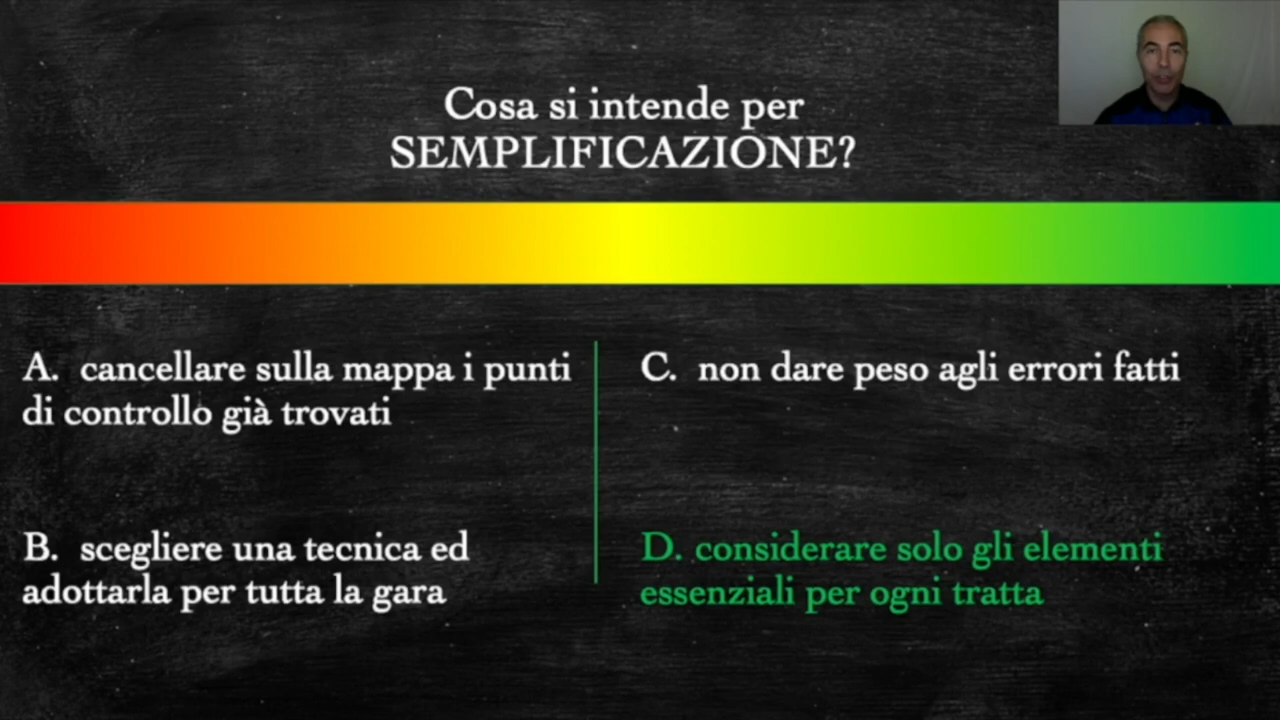 Cosa si intende per
SEMPLIFICAZIONE?
A. cancellare sulla mappa i punti
di controllo già trovati
B. scegliere una tecnica ed
adottarla per tutta la gara
C. non dare peso agli errori fatti
D. considerare solo gli elementi
essenziali per ogni tratta